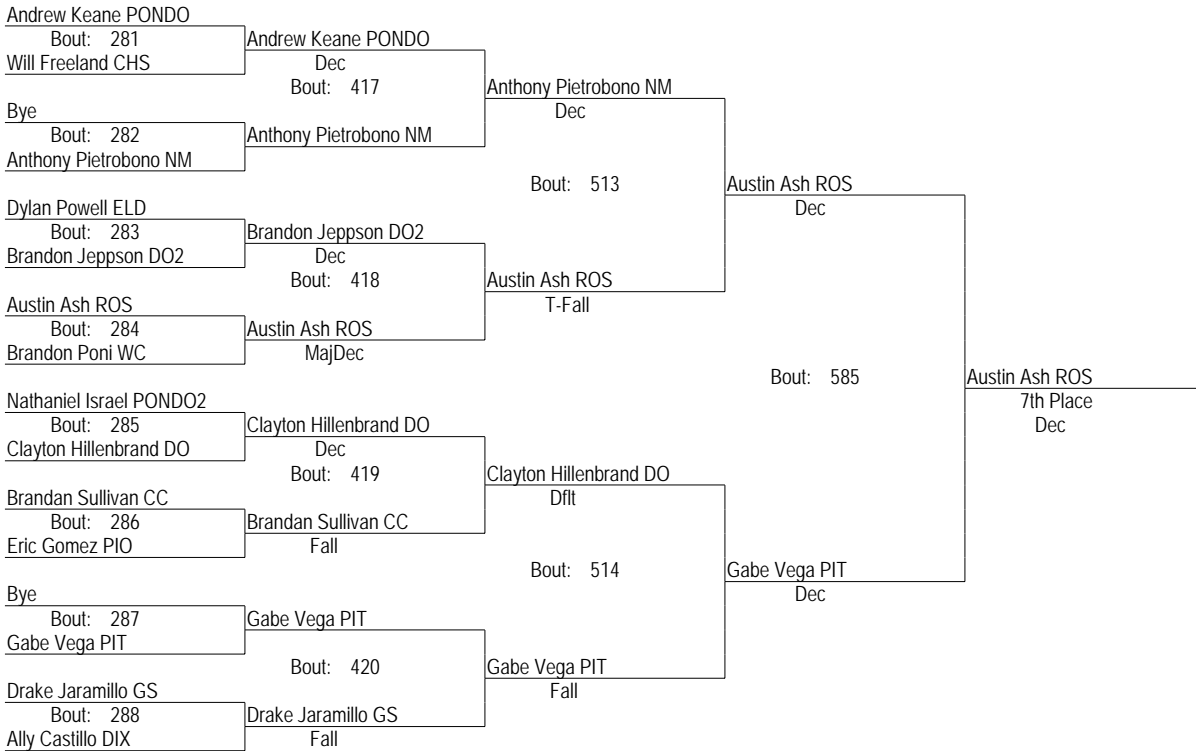 Andrew Keane PONDO
Bout: 281
Andrew Keane PONDO
Will Freeland CHS
Dec
Bout: 417
Anthony Pietrobono NM
Bye
Dec
Bout: 282
Anthony Pietrobono NM
Anthony Pietrobono NM
Bout: 513
Austin Ash ROS
Dylan Powell ELD
Dec
Bout: 283
Brandon Jeppson DO2
Brandon Jeppson DO2
Dec
Bout: 418
Austin Ash ROS
Austin Ash ROS
T-Fall
Bout: 284
Austin Ash ROS
Brandon Poni WC
MajDec
Bout: 585
Austin Ash ROS
Nathaniel Israel PONDO2
7th Place
Bout: 285
Clayton Hillenbrand DO
Dec
Clayton Hillenbrand DO
Dec
Bout: 419
Clayton Hillenbrand DO
Brandan Sullivan CC
Dflt
Bout: 286
Brandan Sullivan CC
Eric Gomez PIO
Fall
Bout: 514
Gabe Vega PIT
Bye
Dec
Bout: 287
Gabe Vega PIT
Gabe Vega PIT
Bout: 420
Gabe Vega PIT
Drake Jaramillo GS
Fall
Bout: 288
Drake Jaramillo GS
Ally Castillo DIX
Fall